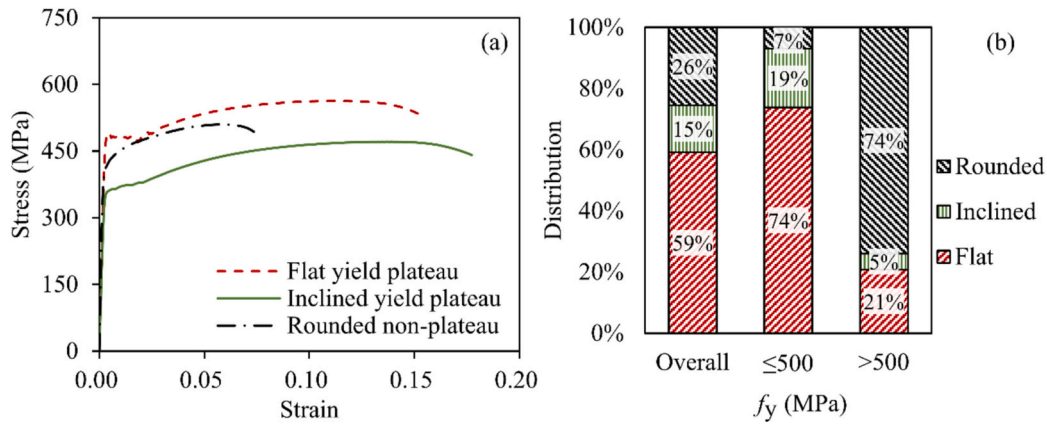 (a)
750
600
450
300
150
0
Stress (MPa)
Flat yield plateau
Inclined yield plateau
Rounded non-plateau
0.00 0.05 0.10 0.15 0.20
Strain
(b)
100%
80%
60%
40%
20%
0%
Distribution
26%
15%
59%
7%
19%
74%
74%
5%
21%
Rounded
Inclined
Flat
Overall ≤500 >500
fy (MPa)